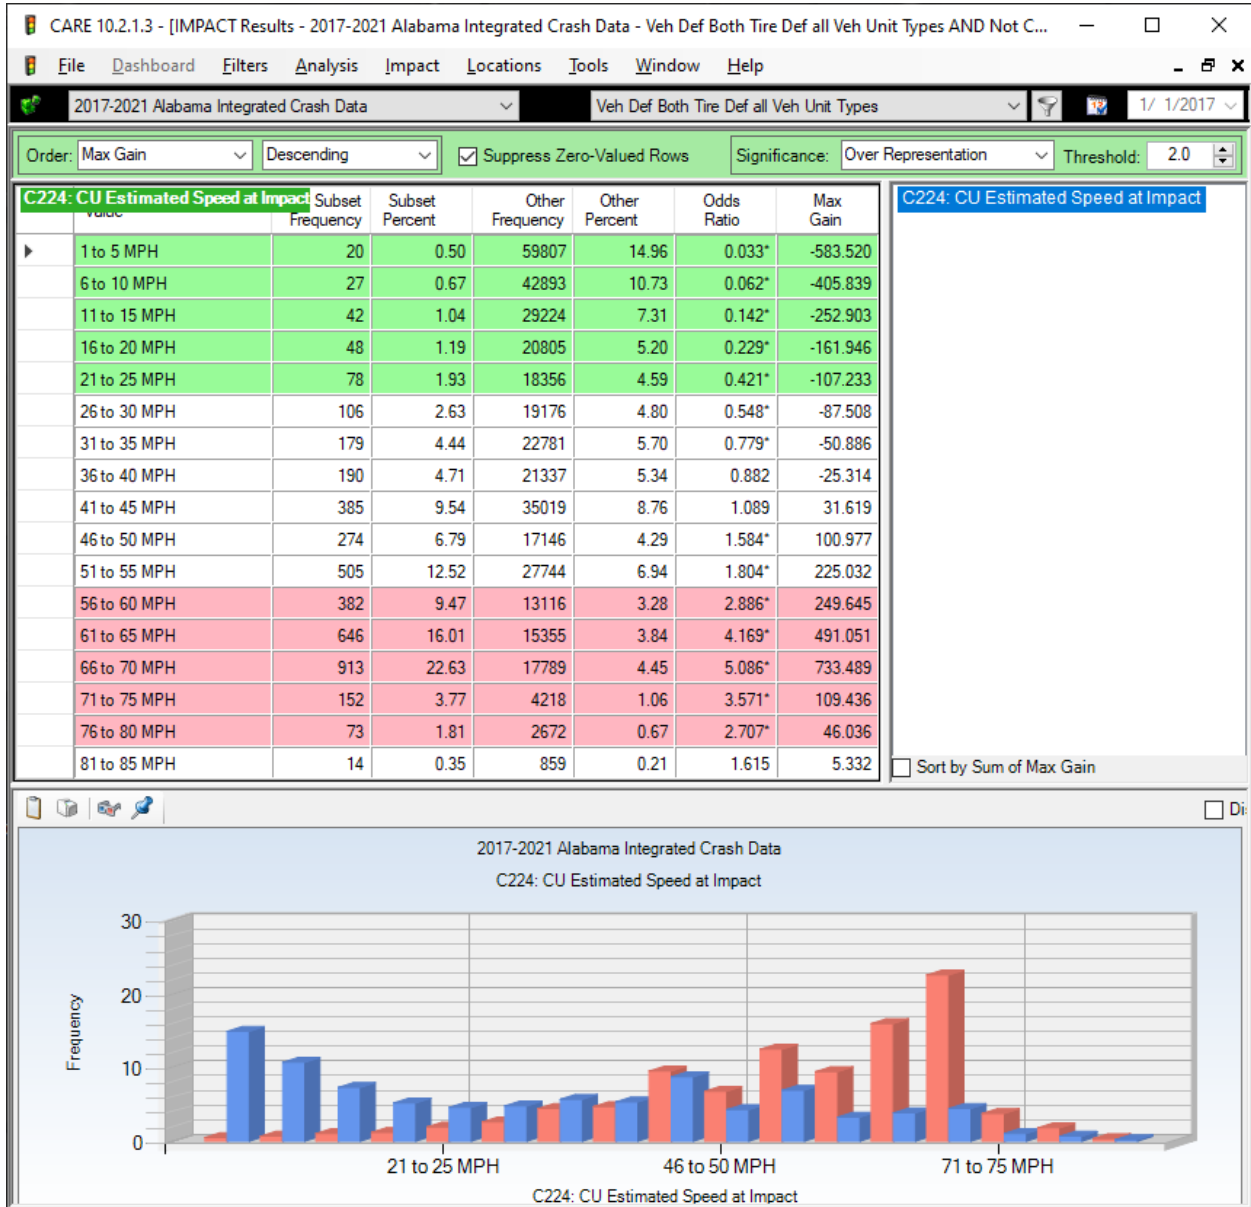 CARE 10.2.1.3 - [IMPACT Results - 2017-2021 Alabama Integrated Crash Data - Veh Def Both Tire Def all Veh Unit Types AND Not C...
File Dashboard Filters Analysis Impact Locations Tools Window Help
2017-2021 Alabama Integrated Crash Data Veh Def Both Tire Def all Veh Unit Types 1/ 1/2017
Order: Max Gain Descending Suppress Zero-Valued Rows Significance: Over Representation Threshold: 2.0
C224: CU Estimated Speed at Impact Subset Frequency Subset Percent Other Frequency Other Percent Odds Ratio Max Gain
1 to 5 MPH 20 0.50 59807 14.96 0.033* -583.520
6 to 10 MPH 27 0.67 42893 10.73 0.062* -405.839
11 to 15 MPH 42 1.04 29224 7.31 0.142* -252.903
16 to 20 MPH 48 1.19 20805 5.20 0.229* -161.946
21 to 25 MPH 78 1.93 18356 4.59 0.421* -107.233
26 to 30 MPH 106 2.63 19176 4.80 0.548* -87.508
31 to 35 MPH 179 4.44 22781 5.70 0.779* -50.886
36 to 40 MPH 190 4.71 21337 5.34 0.882 -25.314
41 to 45 MPH 385 9.54 35019 8.76 1.089 31.619
46 to 50 MPH 274 6.79 17146 4.29 1.584* 100.977
51 to 55 MPH 505 12.52 27744 6.94 1.804* 225.032
56 to 60 MPH 382 9.47 13116 3.28 2.886* 249.645
61 to 65 MPH 646 16.01 15355 3.84 4.169* 491.051
66 to 70 MPH 913 22.63 17789 4.45 5.086* 733.489
71 to 75 MPH 152 3.77 4218 1.06 3.571* 109.436
76 to 80 MPH 73 1.81 2672 0.67 2.707* 46.036
81 to 85 MPH 14 0.35 859 0.21 1.615 5.332
C224: CU Estimated Speed at Impact
Sort by Sum of Max Gain
Di
2017-2021 Alabama Integrated Crash Data
C224: CU Estimated Speed at Impact
30
20
10
0
Frequency
21 to 25 MPH 46 to 50 MPH 71 to 75 MPH
C224: CU Estimated Speed at Impact